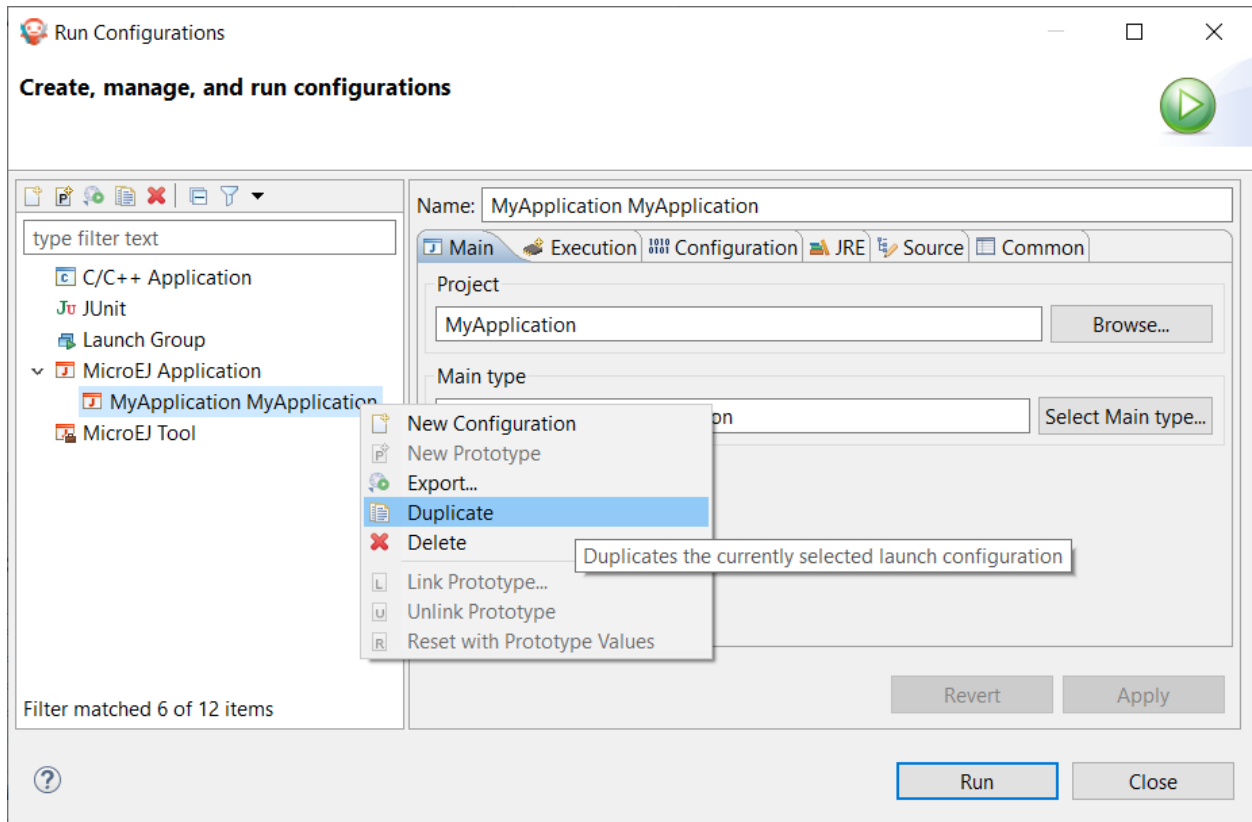 Run Configurations
Create, manage, and run configurations
type filter text
C/C++ Application
JUnit
Launch Group
MicroEJ Application
MyApplication MyApplication
MicroEJ Tool
Filter matched 6 of 12 items
Name: MyApplication MyApplication
Main Execution Configuration JRE Source Common
Project
MyApplication Browse...
Main type
on Select Main type...
New Configuration
New Prototype
Export...
Duplicate
Delete
Duplicates the currently selected launch configuration
Link Prototype...
Unlink Prototype
Reset with Prototype Values
Revert Apply
Run Close